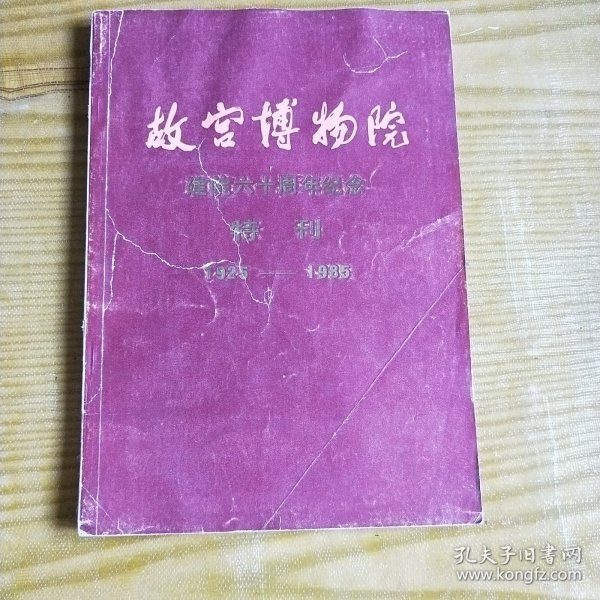 故宫博物院
建院六十周年纪念
特刊
1925——1985
孔夫子旧书网
www.kongfz.com